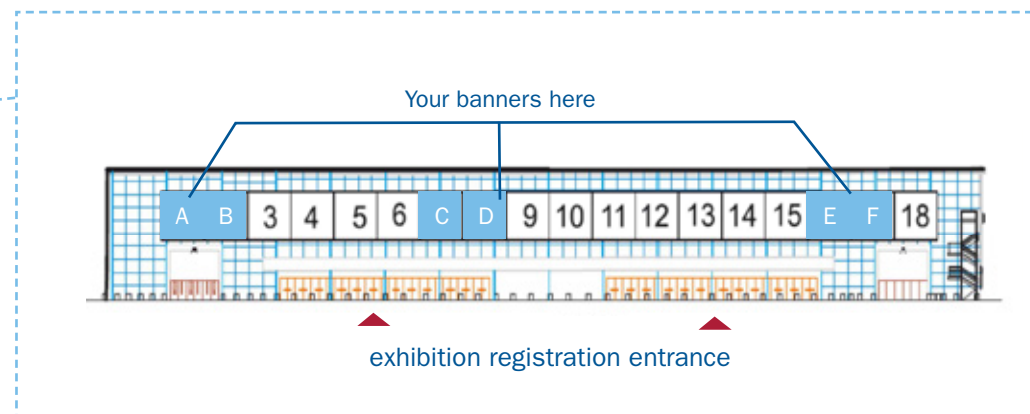 Your banners here
A B 3 4 5 6 C D 9 10 11 12 13 14 15 E F 18
exhibition registration entrance